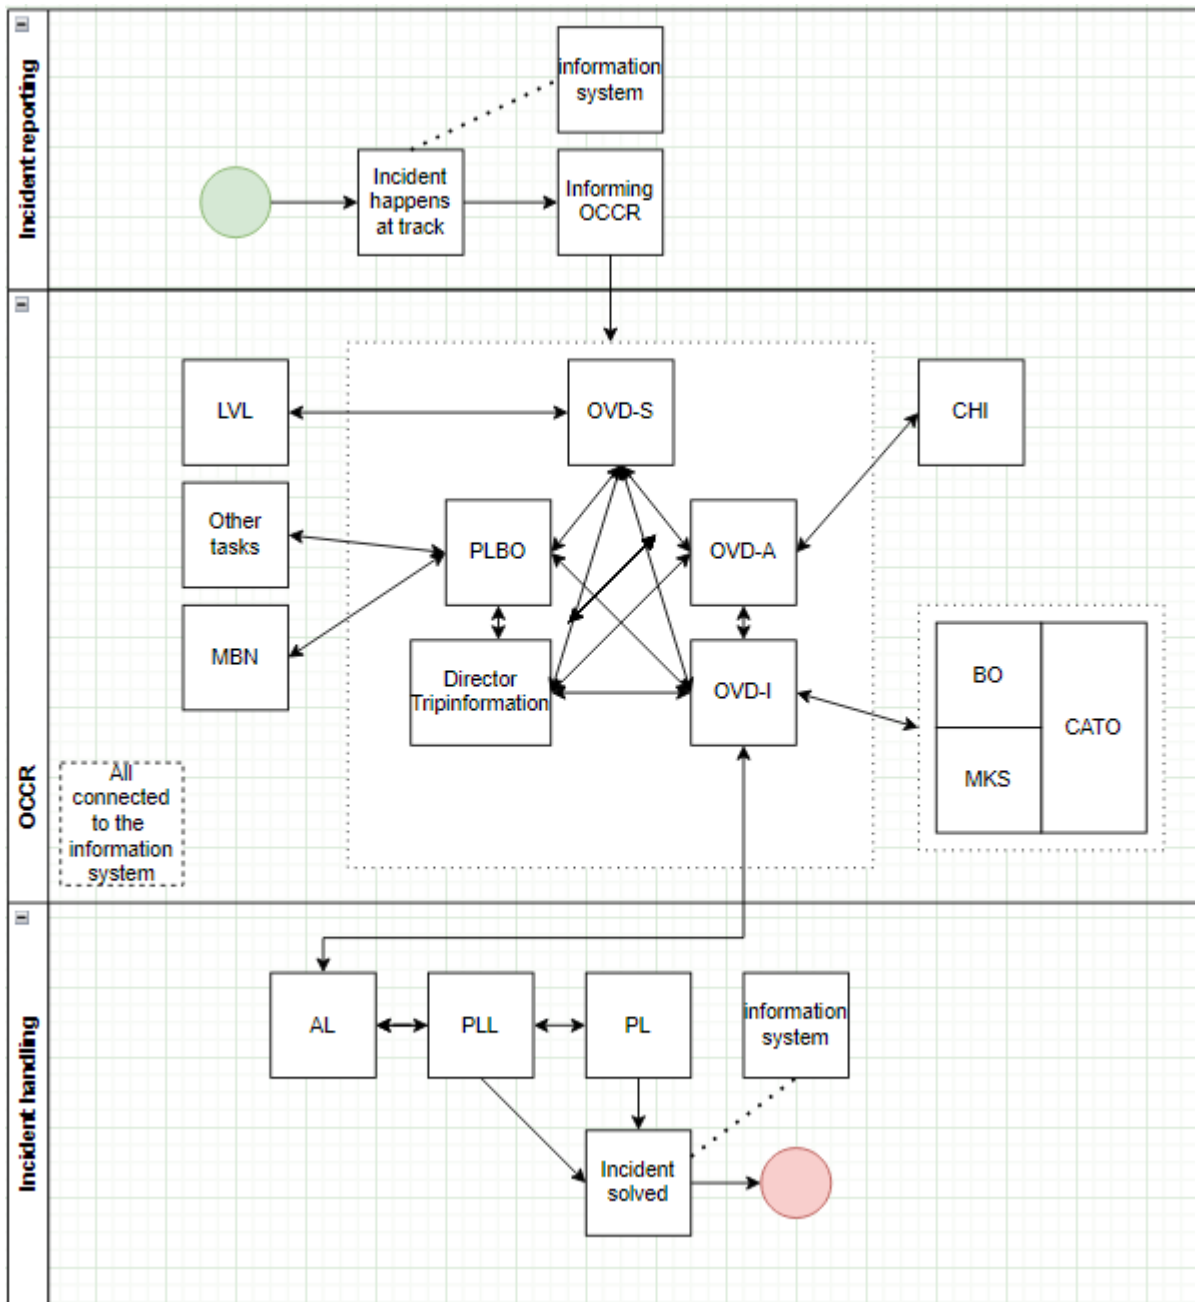 Incident reporting
information
system
Incident
happens
at track
Informing
OCCR
OCCR
LVL
OVD-S
CHI
Other
tasks
PLBO
OVD-A
MBN
Director
Tripinformation
OVD-I
BO
CATO
MKS
All
connected
to the
information
system
Incident handling
AL
PLL
PL
information
system
Incident
solved